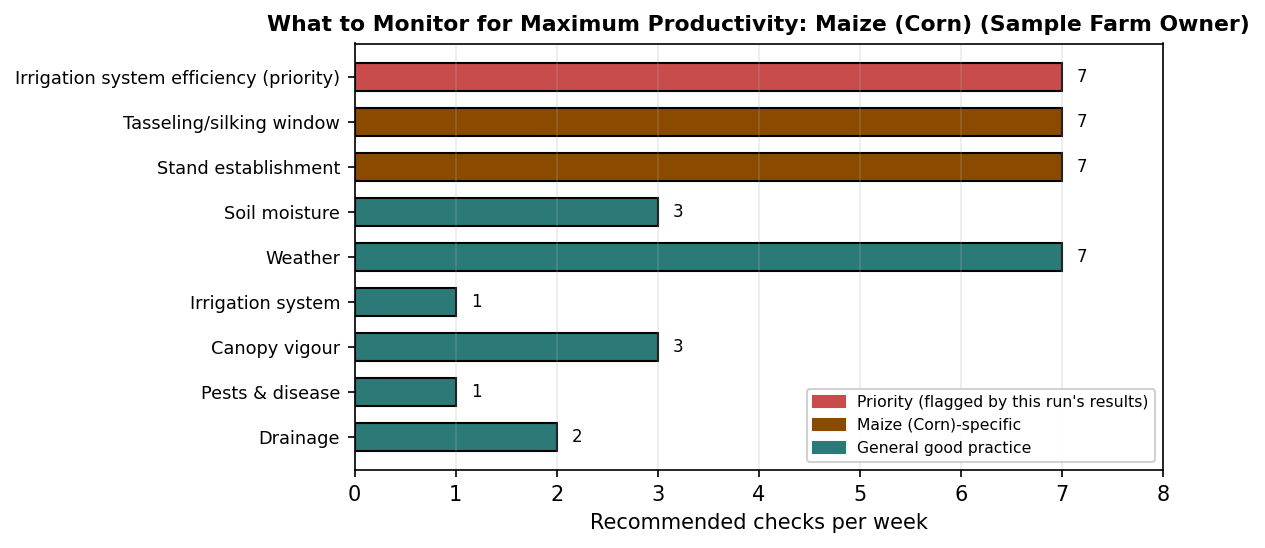 What to Monitor for Maximum Productivity: Maize (Corn) (Sample Farm Owner)
Irrigation system efficiency (priority) 7
Tasseling/silking window 7
Stand establishment 7
Soil moisture 3
Weather 7
Irrigation system 1
Canopy vigour 3
Pests & disease 1
Drainage 2
Priority (flagged by this run's results)
Maize (Corn)-specific
General good practice
0 1 2 3 4 5 6 7 8
Recommended checks per week